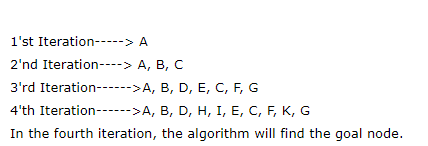 1'st Iteration-----> A
2'nd Iteration----> A, B, C
3'rd Iteration------>A, B, D, E, C, F, G
4'th Iteration------>A, B, D, H, I, E, C, F, K, G
In the fourth iteration, the algorithm will find the goal node.